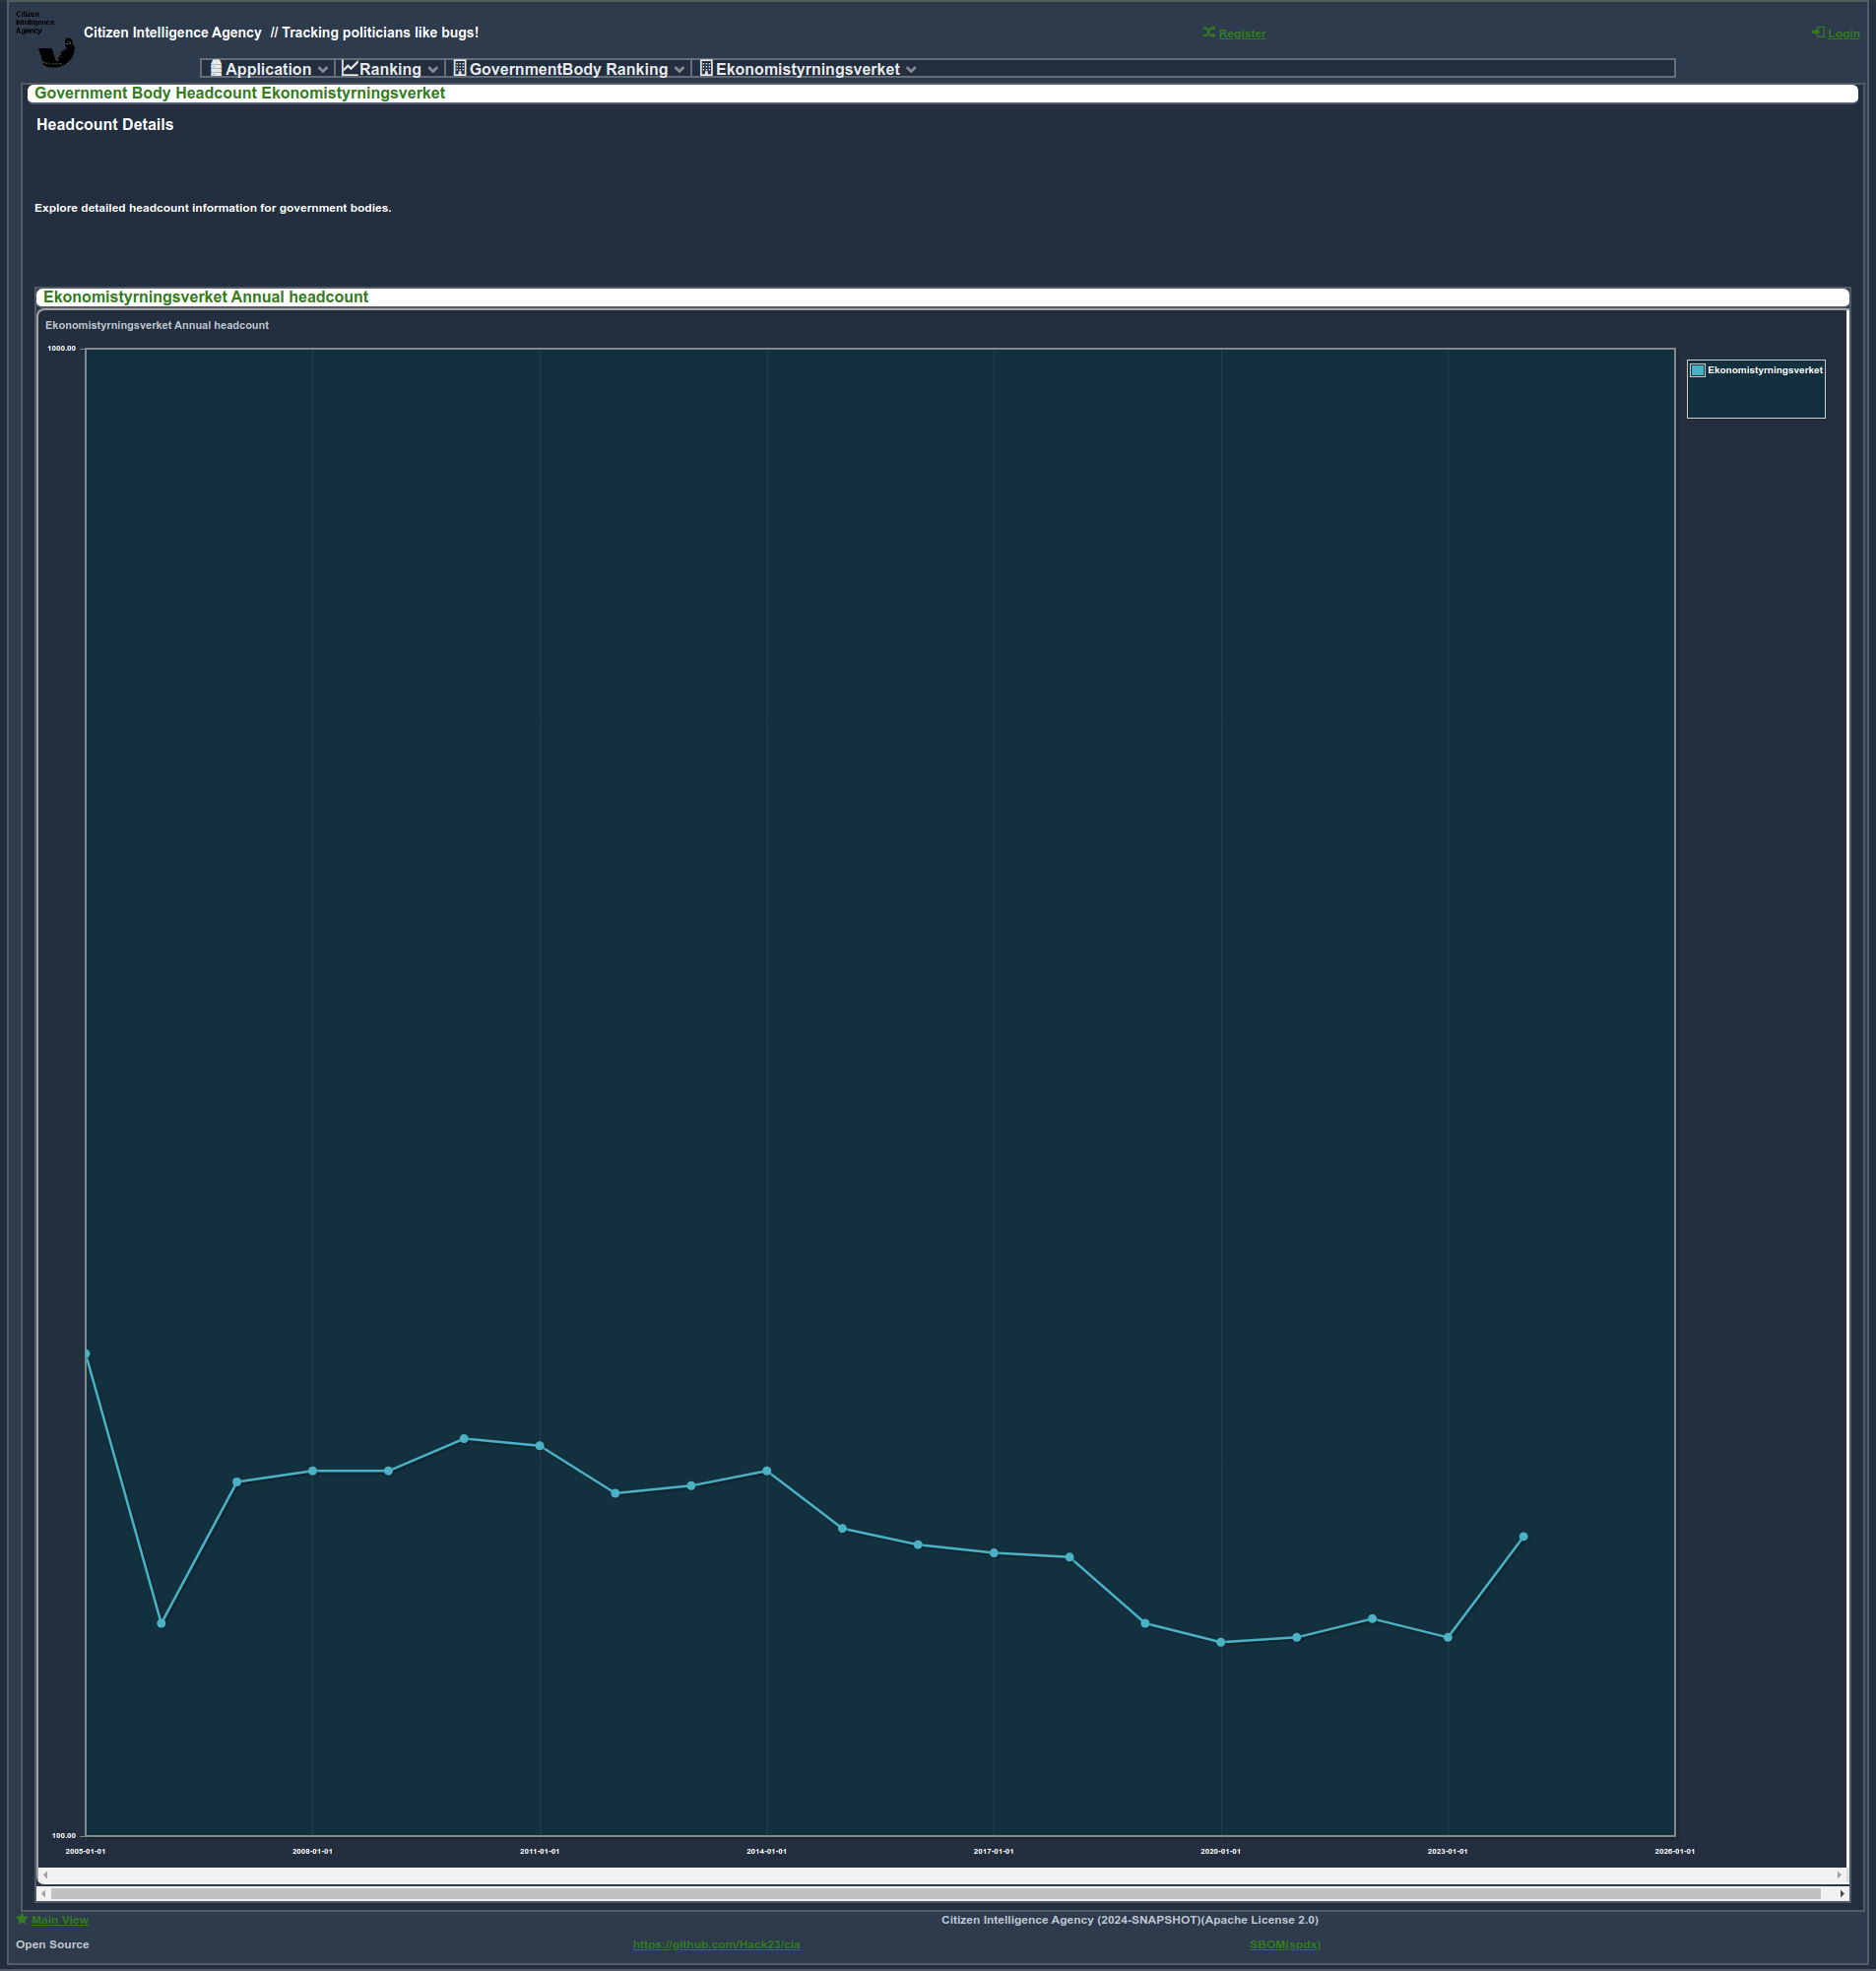 Citizen
Intelligence
Agency
Citizen Intelligence Agency // Tracking politicians like bugs!
Register
Login
Application
Ranking
GovernmentBody Ranking
Ekonomistyrningsverket
Government Body Headcount Ekonomistyrningsverket
Headcount Details
Explore detailed headcount information for government bodies.
Ekonomistyrningsverket Annual headcount
Ekonomistyrningsverket Annual headcount
1000.00
Ekonomistyrningsverket
100.00
2005-01-01
2008-01-01
2011-01-01
2014-01-01
2017-01-01
2020-01-01
2023-01-01
2026-01-01
Main View
Citizen Intelligence Agency (2024-SNAPSHOT)(Apache License 2.0)
Open Source
https://github.com/Hack23/cia
SBOM(spdx)